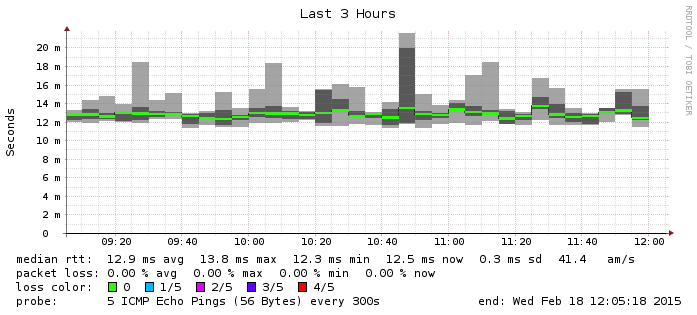 Last 3 Hours
RRDTOOL / TOBI OETIKER
Seconds
20 m
18 m
16 m
14 m
12 m
10 m
8 m
6 m
4 m
2 m
0
09:20 09:40 10:00 10:20 10:40 11:00 11:20 11:40 12:00
median rtt: 12.9 ms avg 13.8 ms max 12.3 ms min 12.5 ms now 0.3 ms sd 41.4 am/s
packet loss: 0.00 % avg 0.00 % max 0.00 % min 0.00 % now
loss color: 0 1/5 2/5 3/5 4/5
probe: 5 ICMP Echo Pings (56 Bytes) every 300s end: Wed Feb 18 12:05:18 2015